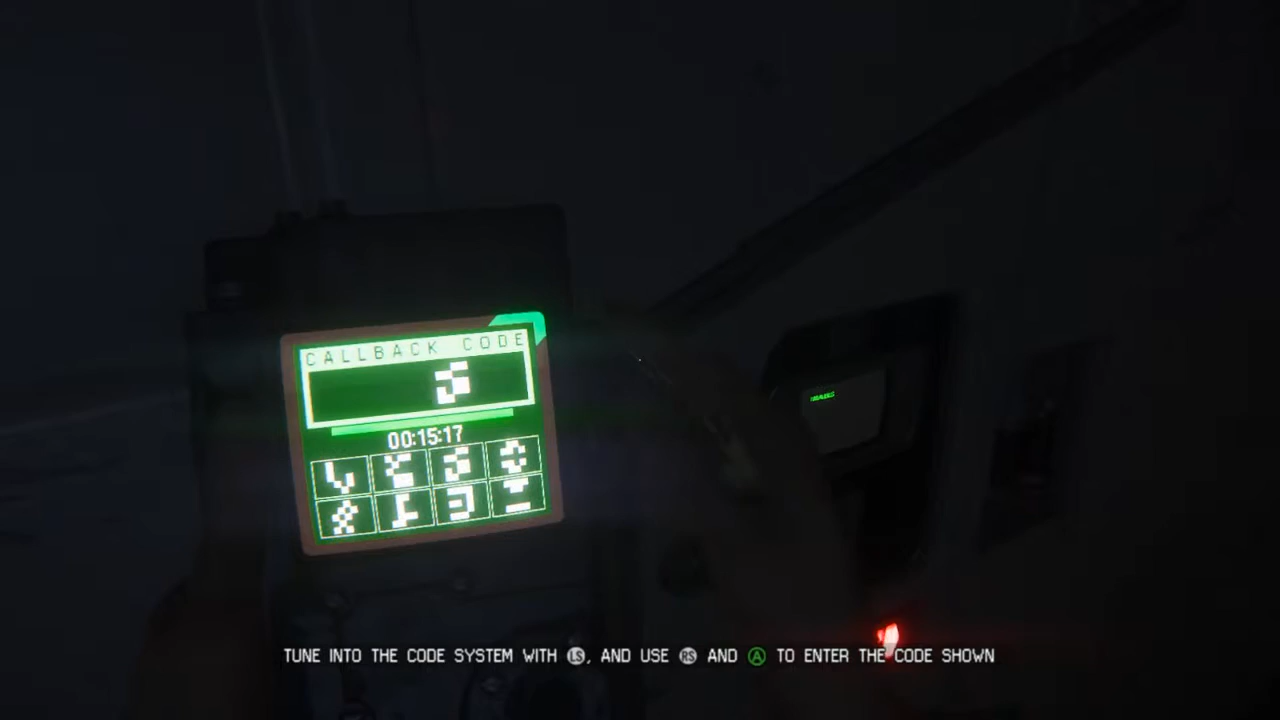 CALLBACK CODE
00:15:17
TUNE INTO THE CODE SYSTEM WITH LS, AND USE RS AND A TO ENTER THE CODE SHOWN